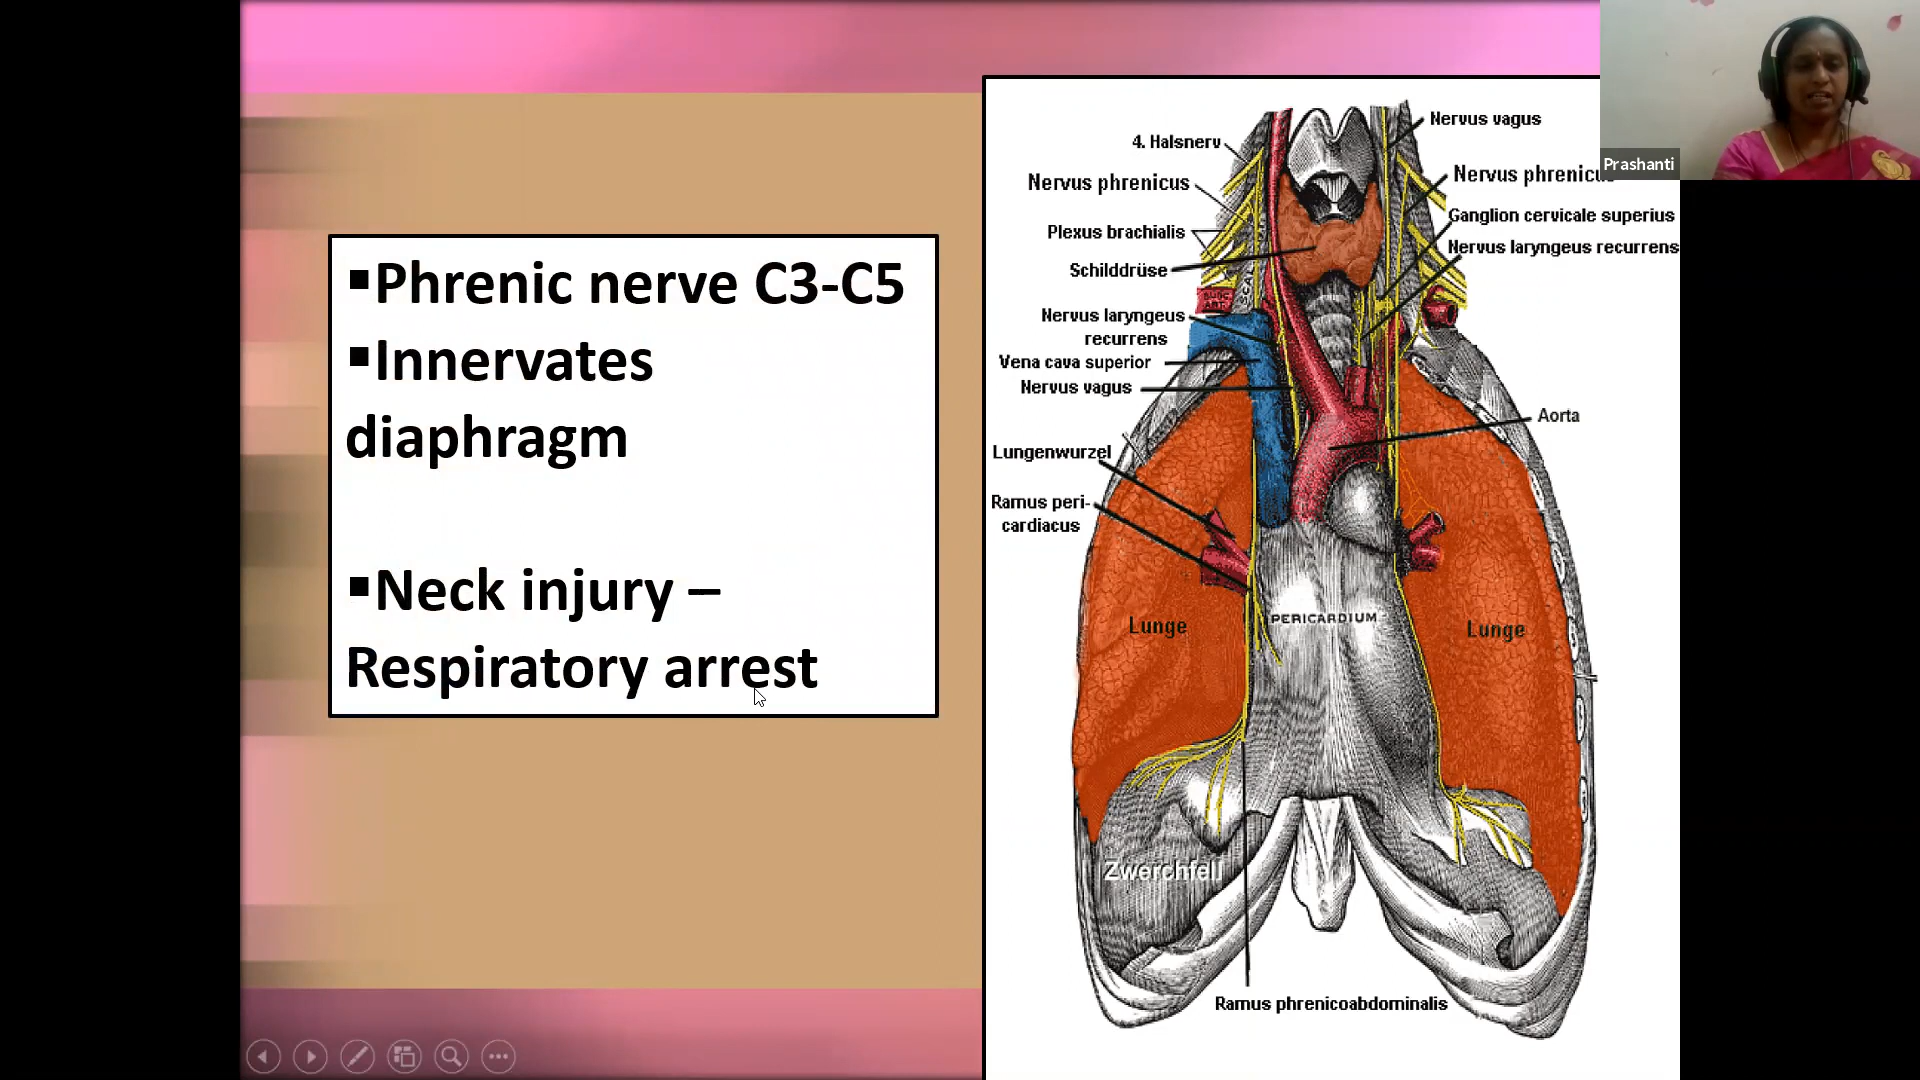 ▪Phrenic nerve C3-C5
▪Innervates
diaphragm
▪Neck injury –
Respiratory arrest
Nervus vagus
4. Halsnerv
Nervus phrenicus
Nervus phrenicus
Plexus brachialis
Ganglion cervicale superius
Nervus laryngeus recurrens
Schilddrüse
SUBC.
ART.
Nervus laryngeus
recurrens
Vena cava superior
Nervus vagus
Aorta
Lungenwurzel
Ramus peri-
cardiacus
Lunge
PERICARDIUM
Lunge
Zwerchfell
Ramus phrenicoabdominalis
Prashanti